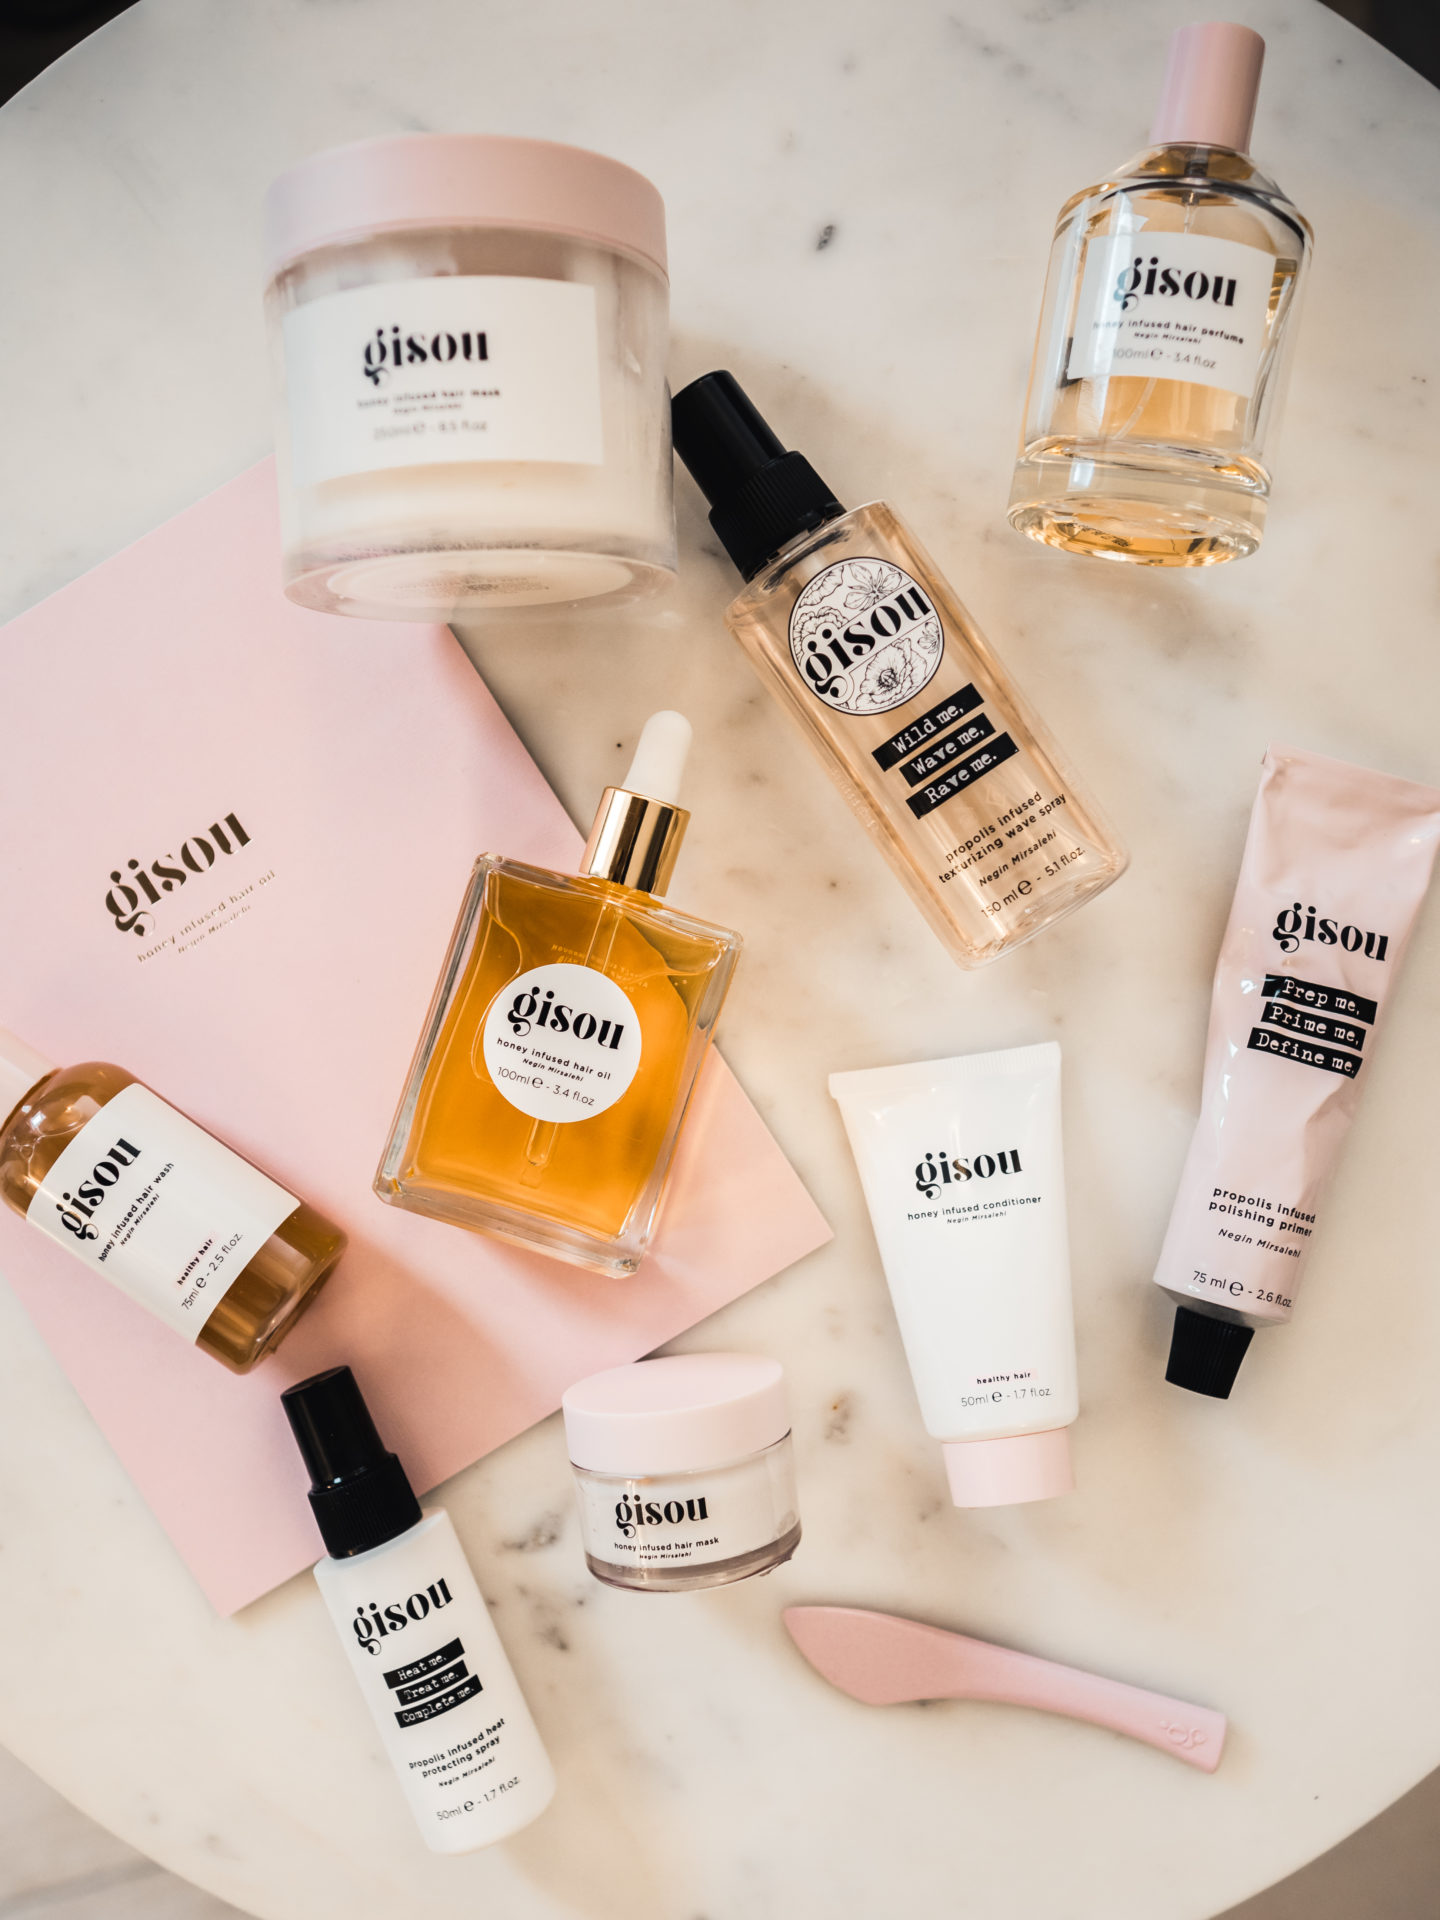 gisou
honey infused hair mask
Negin Mirsalehi
250ml e - 8.5 fl.oz
gisou
honey infused hair perfume
Negin Mirsalehi
100ml e - 3.4 fl.oz
gisou
Wild me,
Wave me,
Rave me.
propolis infused
texturizing wave spray
Negin Mirsalehi
150 ml e - 5.1 fl.oz.
gisou
honey infused hair oil
Negin Mirsalehi
gisou
honey infused hair oil
Negin Mirsalehi
100ml e - 3.4 fl.oz
gisou
Prep me,
Prime me,
Define me.
propolis infused
polishing primer
Negin Mirsalehi
75 ml e - 2.6 fl.oz.
gisou
honey infused hair wash
Negin Mirsalehi
healthy hair
75ml e - 2.5 fl.oz.
gisou
honey infused conditioner
Negin Mirsalehi
healthy hair
50ml e - 1.7 fl.oz.
gisou
honey infused hair mask
Negin Mirsalehi
gisou
Heat me.
Treat me.
Complete me.
propolis infused heat
protecting spray
Negin Mirsalehi
50ml e - 1.7 fl.oz.